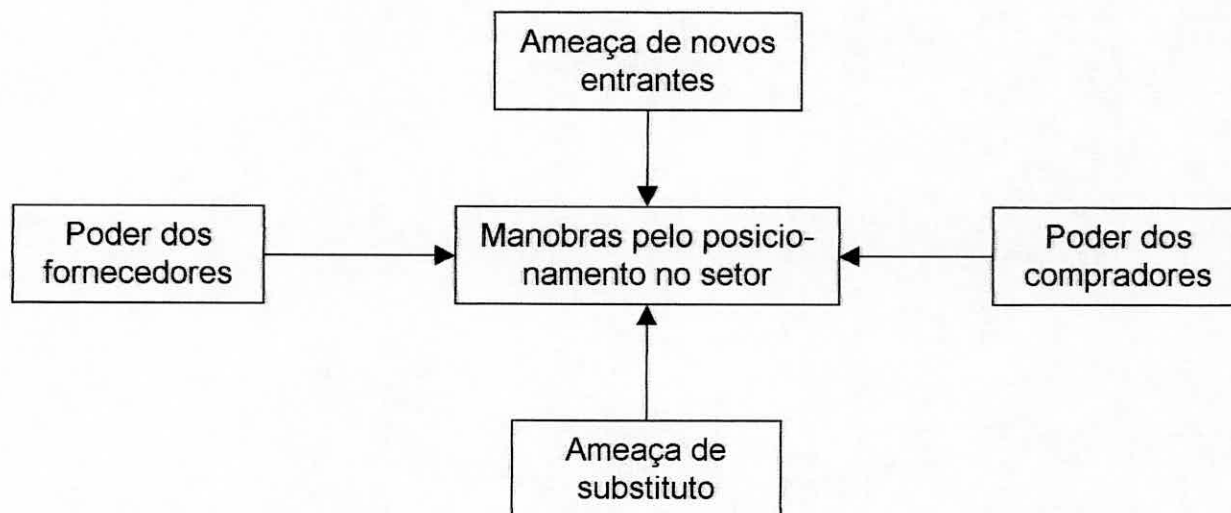 Ameaça de novos
entrantes
Poder dos
fornecedores
Manobras pelo posicio-
namento no setor
Poder dos
compradores
Ameaça de
substituto